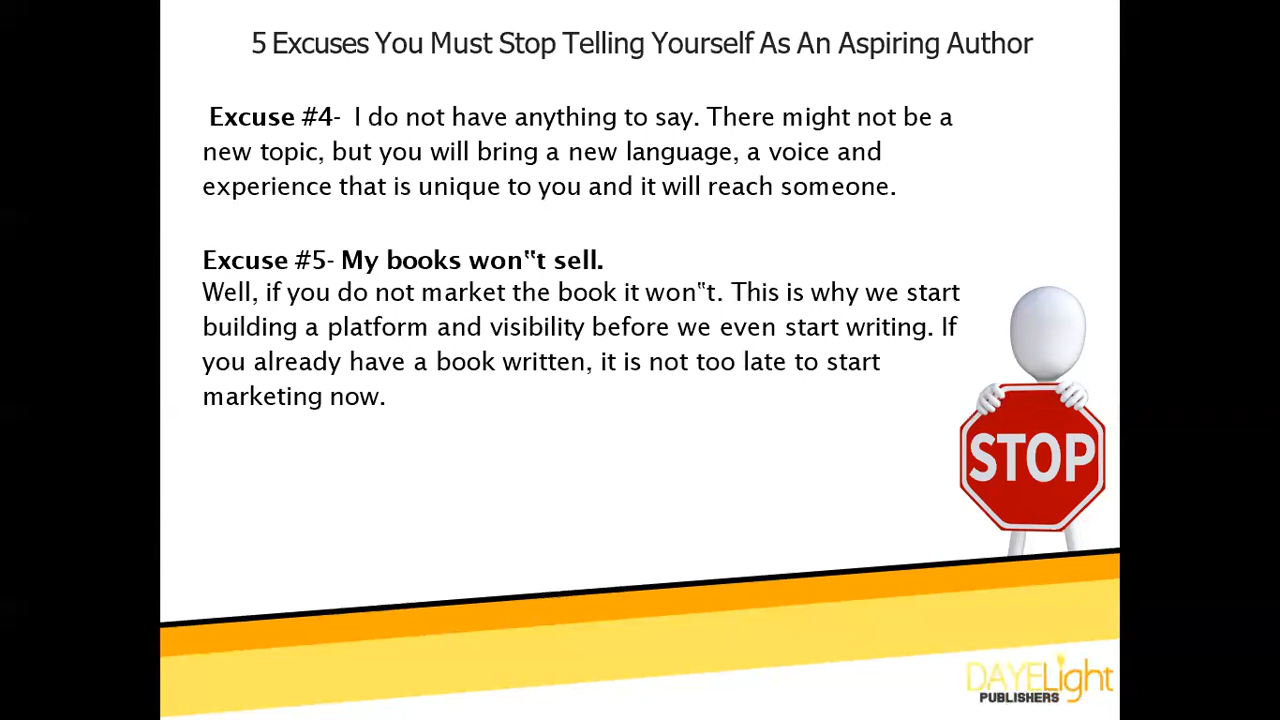 5 Excuses You Must Stop Telling Yourself As An Aspiring Author
Excuse #4- I do not have anything to say. There might not be a
new topic, but you will bring a new language, a voice and
experience that is unique to you and it will reach someone.
Excuse #5- My books won‟t sell.
Well, if you do not market the book it won‟t. This is why we start
building a platform and visibility before we even start writing. If
you already have a book written, it is not too late to start
marketing now.
STOP
DAYELight
PUBLISHERS